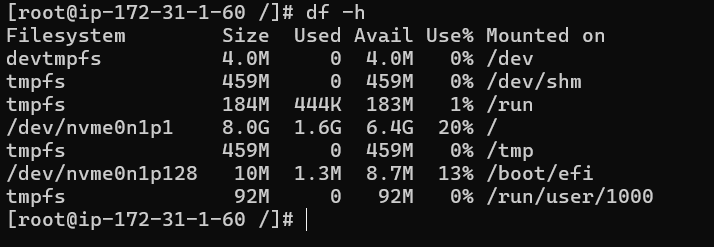 [root@ip-172-31-1-60 /]# df -h
Filesystem        Size  Used Avail Use% Mounted on
devtmpfs          4.0M     0  4.0M   0% /dev
tmpfs             459M     0  459M   0% /dev/shm
tmpfs             184M  444K  183M   1% /run
/dev/nvme0n1p1    8.0G  1.6G  6.4G  20% /
tmpfs             459M     0  459M   0% /tmp
/dev/nvme0n1p128   10M  1.3M  8.7M  13% /boot/efi
tmpfs              92M     0   92M   0% /run/user/1000
[root@ip-172-31-1-60 /]#